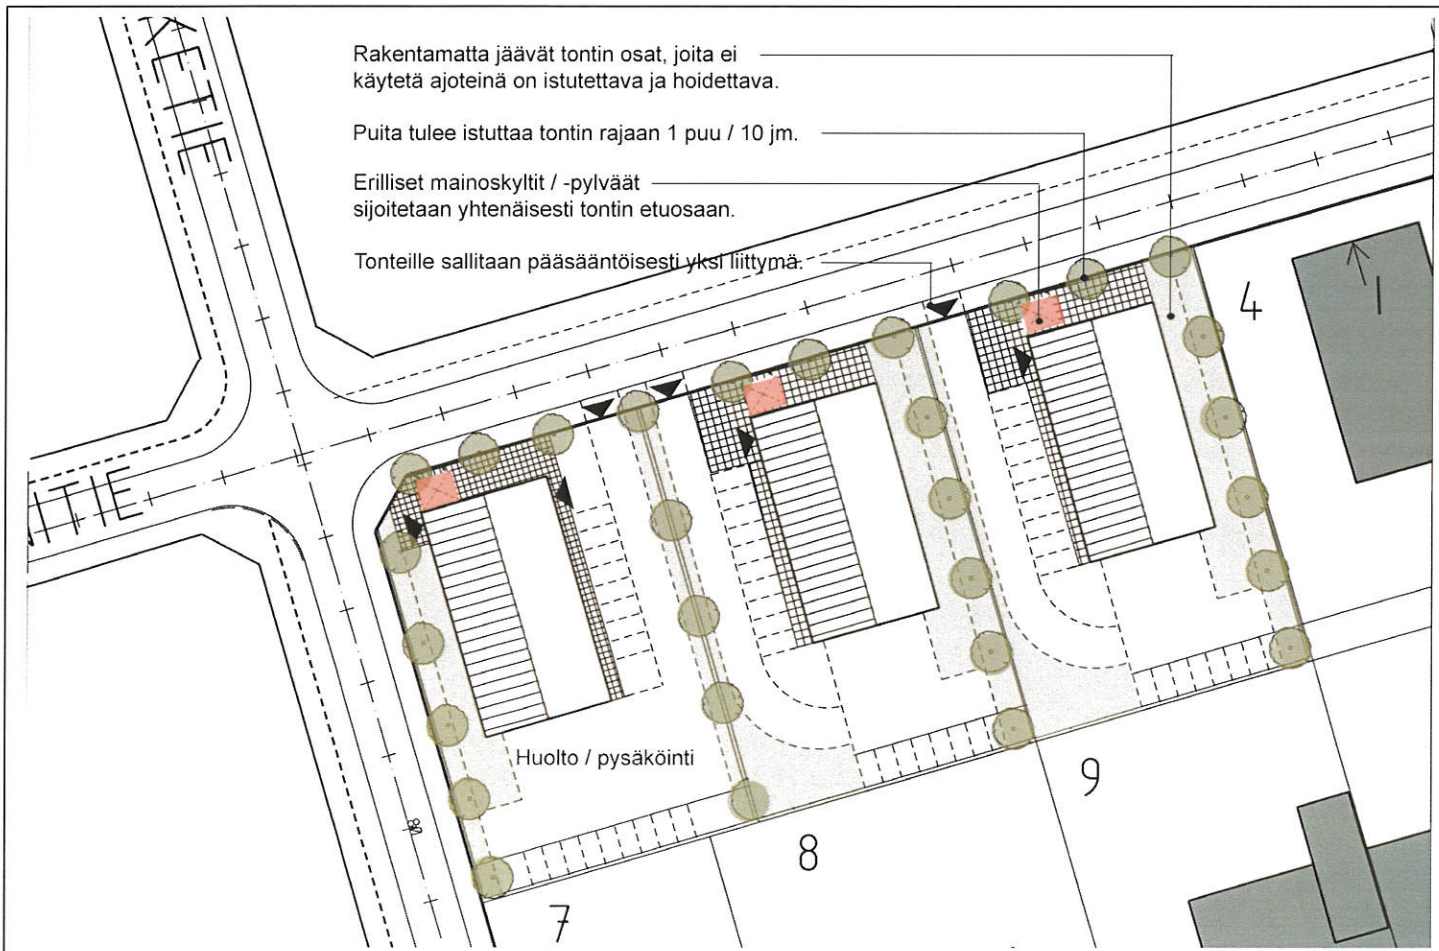 Rakentamatta jäävät tontin osat, joita ei
käytetä ajoteinä on istutettava ja hoidettava.
Puita tulee istuttaa tontin rajaan 1 puu / 10 jm.
Erilliset mainoskyltit / -pylväät
sijoitetaan yhtenäisesti tontin etuosaan.
Tonteille sallitaan pääsääntöisesti yksi liittymä.
4
1
Huolto / pysäköinti
9
8
7